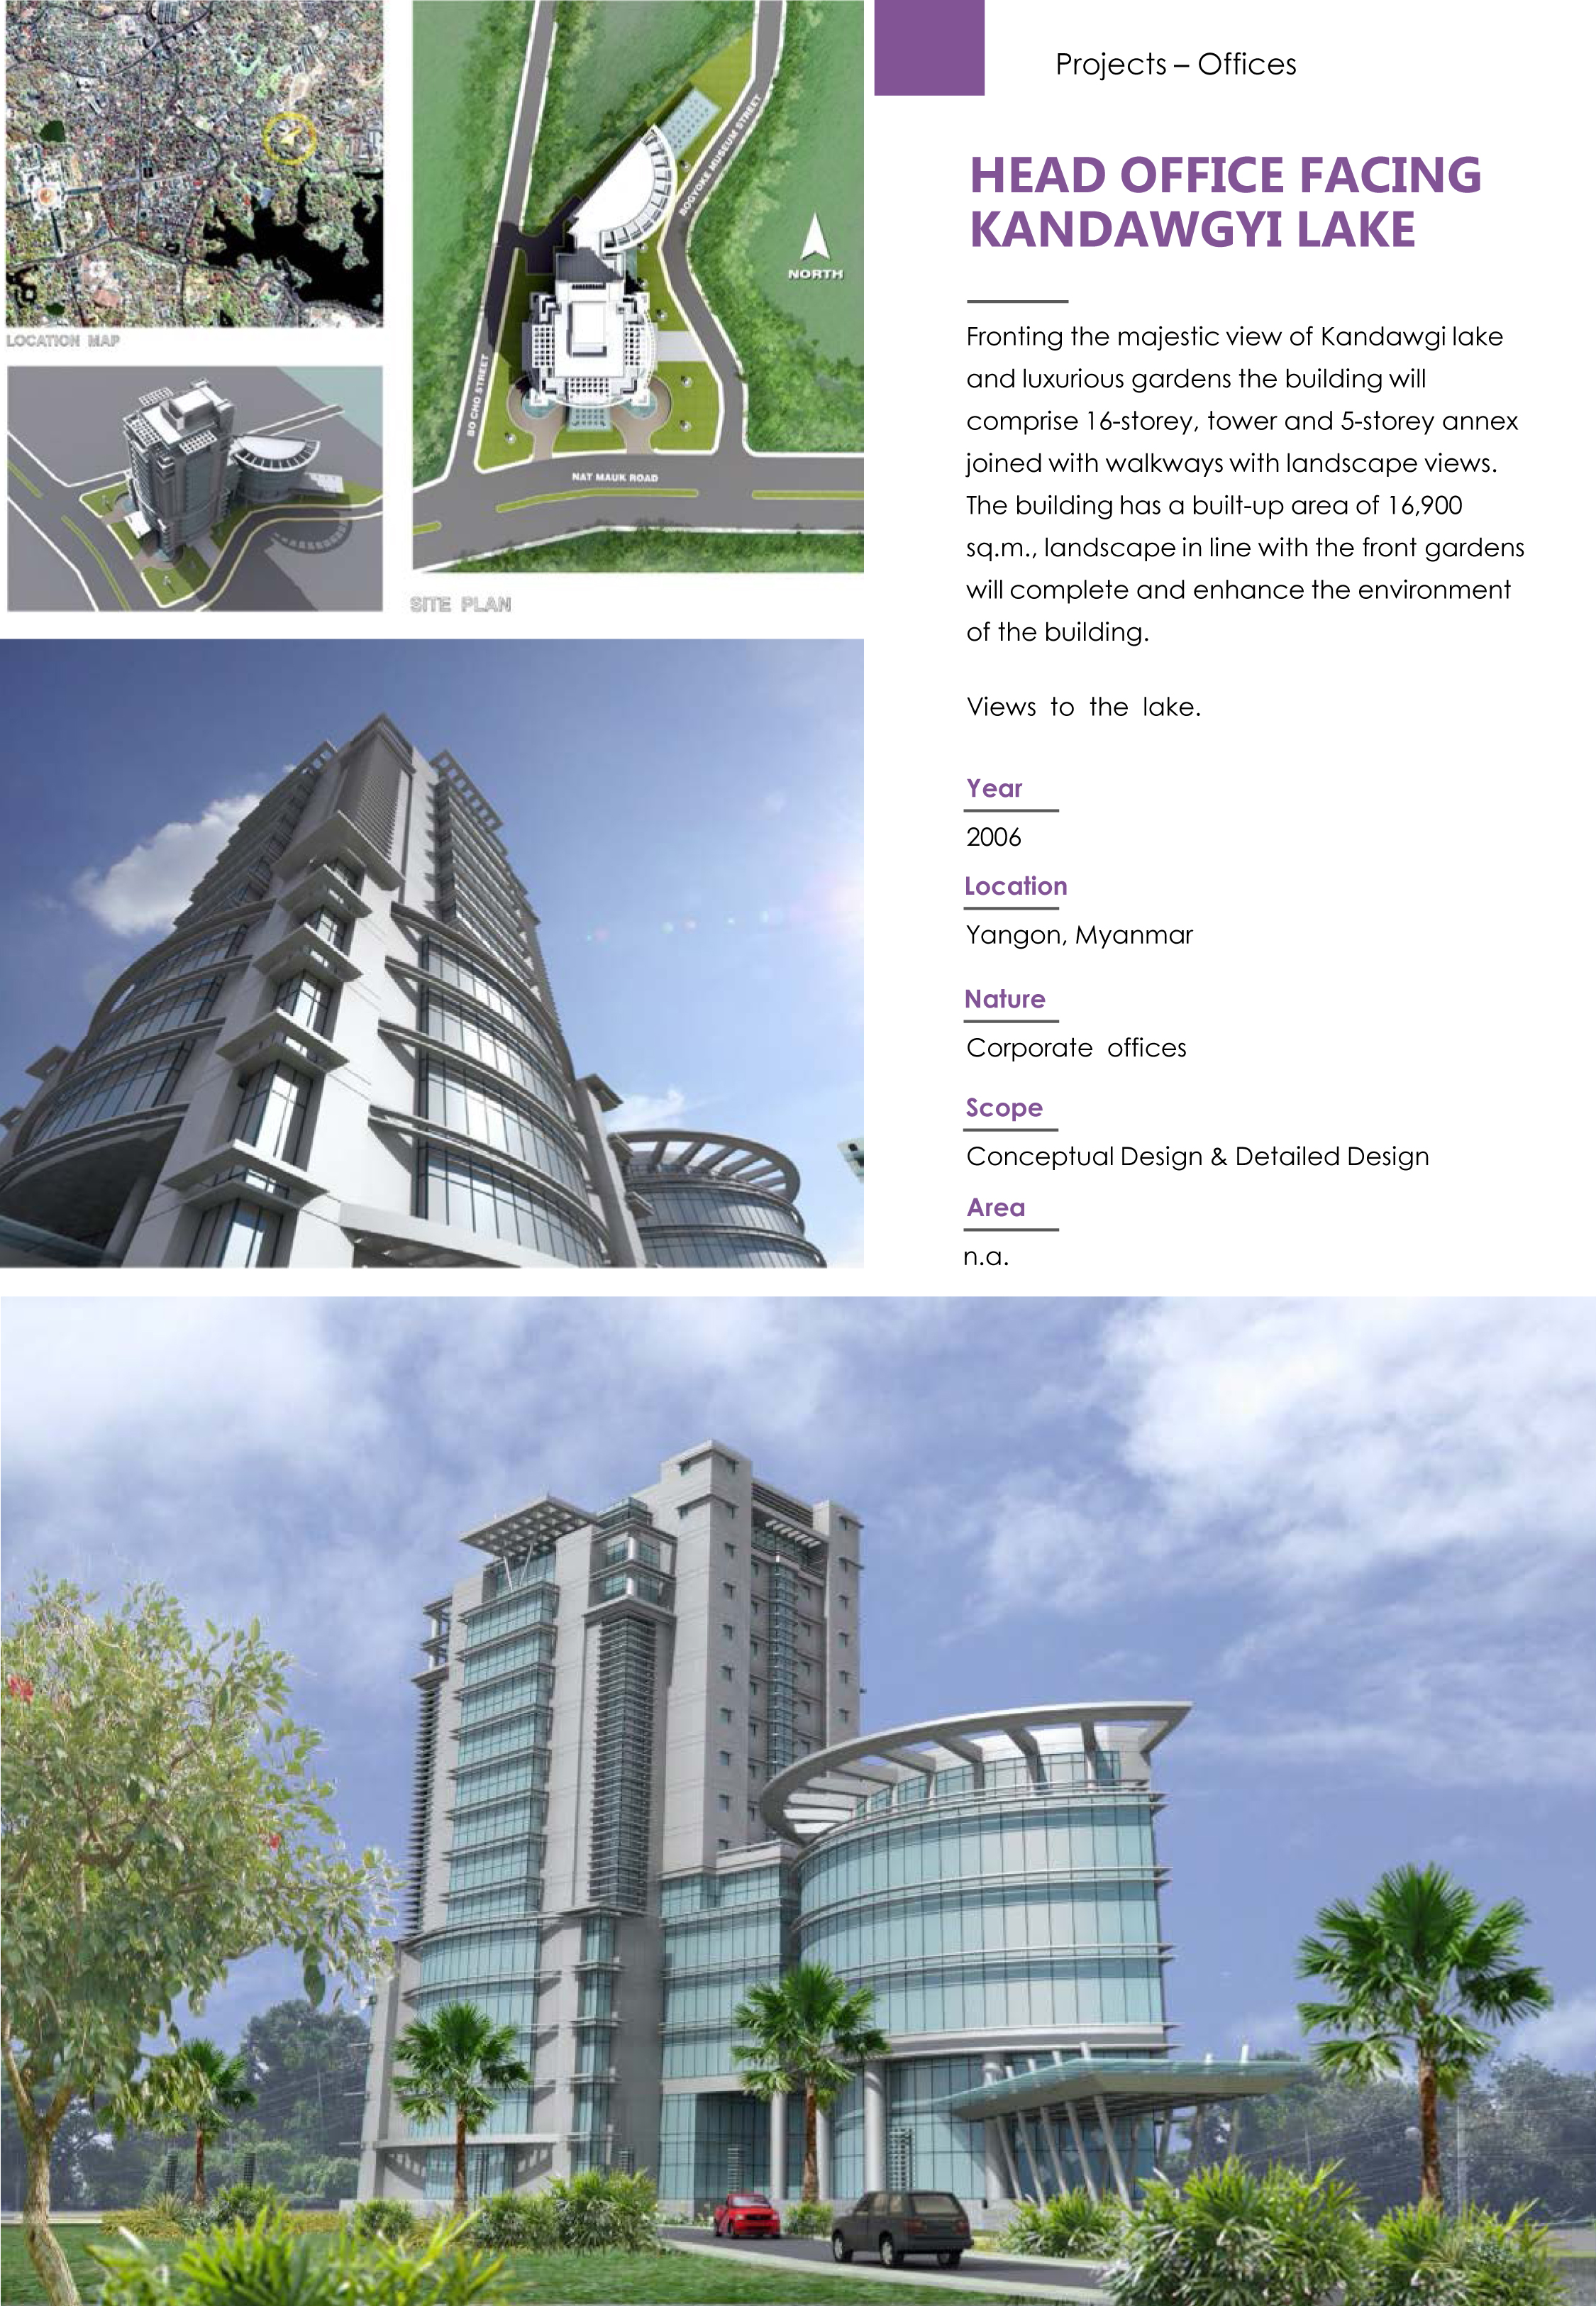 Projects – Offices
HEAD OFFICE FACING
KANDAWGYI LAKE
Fronting the majestic view of Kandawgi lake
and luxurious gardens the building will
comprise 16-storey, tower and 5-storey annex
joined with walkways with landscape views.
The building has a built-up area of 16,900
sq.m., landscape in line with the front gardens
will complete and enhance the environment
of the building.
Views to the lake.
Year
2006
Location
Yangon, Myanmar
Nature
Corporate offices
Scope
Conceptual Design & Detailed Design
Area
n.a.
LOCATION MAP
BOGYOKE MUSEUM STREET
NORTH
BO CHO STREET
NAT MAUK ROAD
SITE PLAN